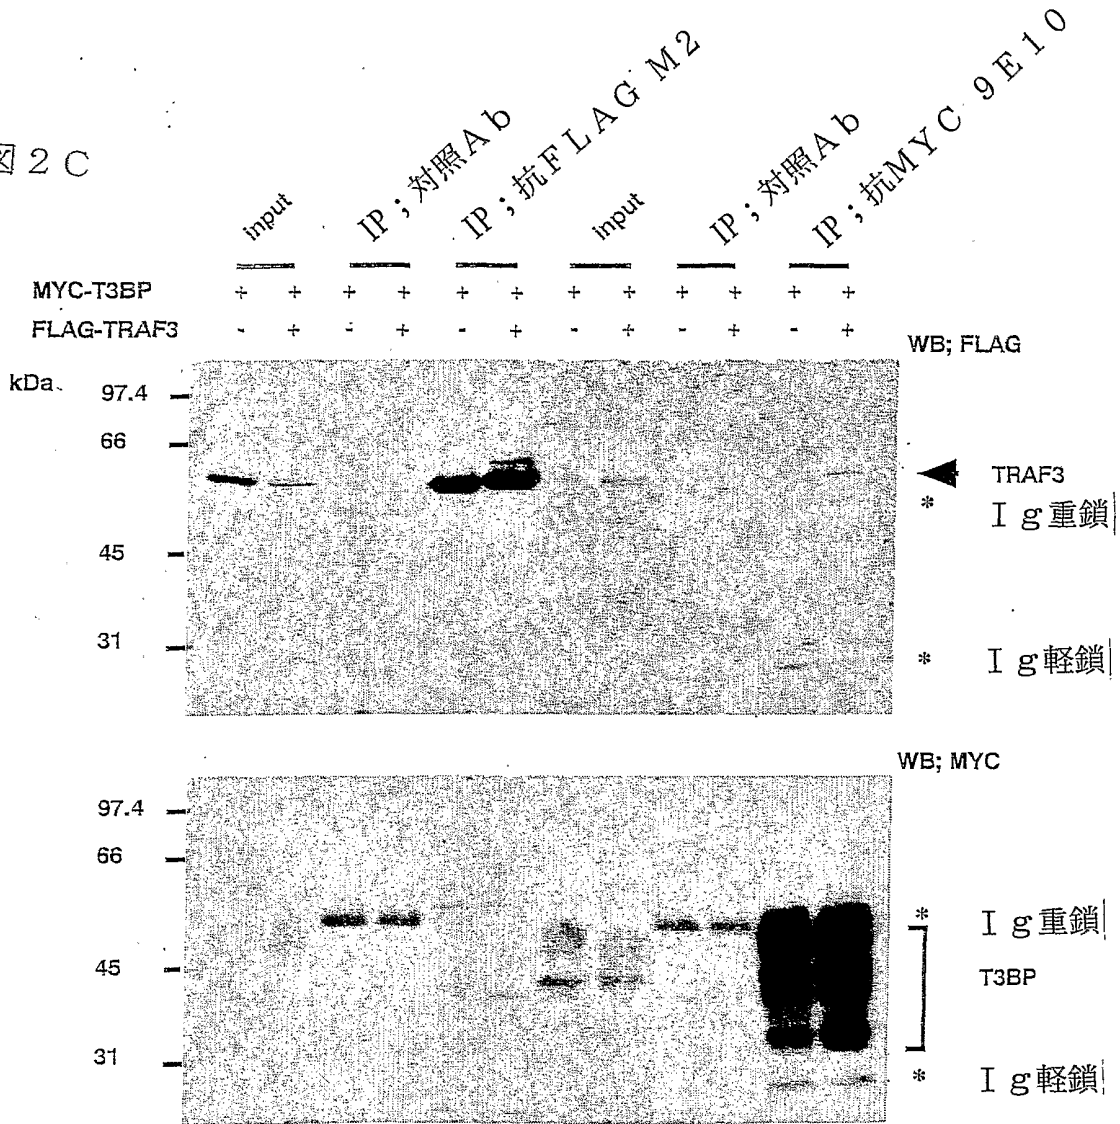 図2C
input
IP;対照Ab
IP;抗FLAG M2
input
IP;対照Ab
IP;抗MYC 9E10
MYC-T3BP + + + + + + + + + + + +
FLAG-TRAF3 - + - + - + - + - + - +
WB; FLAG
kDa
97.4
66
TRAF3
* Ig重鎖
45
31
* Ig軽鎖
WB; MYC
97.4
66
* Ig重鎖
45
T3BP
31
* Ig軽鎖